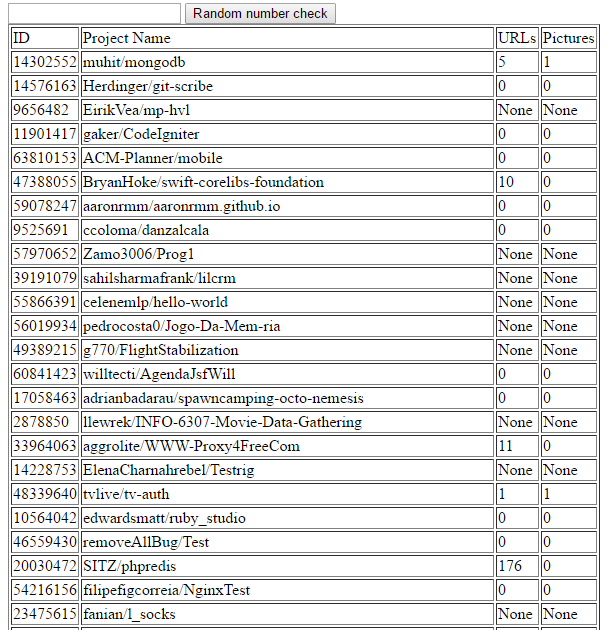 Random number check
ID Project Name URLs Pictures
14302552 muhit/mongodb 5 1
14576163 Herdinger/git-scribe 0 0
9656482 EirikVea/mp-hvl None None
11901417 gaker/CodeIgniter 0 0
63810153 ACM-Planner/mobile 0 0
47388055 BryanHoke/swift-corelibs-foundation 10 0
59078247 aaronrmm/aaronrmm.github.io 0 0
9525691 ccoloma/danzalcala 0 0
57970652 Zamo3006/Prog1 None None
39191079 sahilsharmafrank/lilcrm None None
55866391 celenemlp/hello-world None None
56019934 pedrocosta0/Jogo-Da-Mem-ria None None
49389215 g770/FlightStabilization None None
60841423 willtecti/AgendaJsfWill 0 0
17058463 adrianbadarau/spawncamping-octo-nemesis 0 0
2878850 llewrek/INFO-6307-Movie-Data-Gathering None None
33964063 aggrolite/WWW-Proxy4FreeCom 11 0
14228753 ElenaCharnahrebel/Testrig None None
48339640 tvlive/tv-auth 1 1
10564042 edwardsmatt/ruby_studio 0 0
46559430 removeAllBug/Test 0 0
20030472 SITZ/phpredis 176 0
54216156 filipefigcorreia/NginxTest 0 0
23475615 fanian/l_socks None None